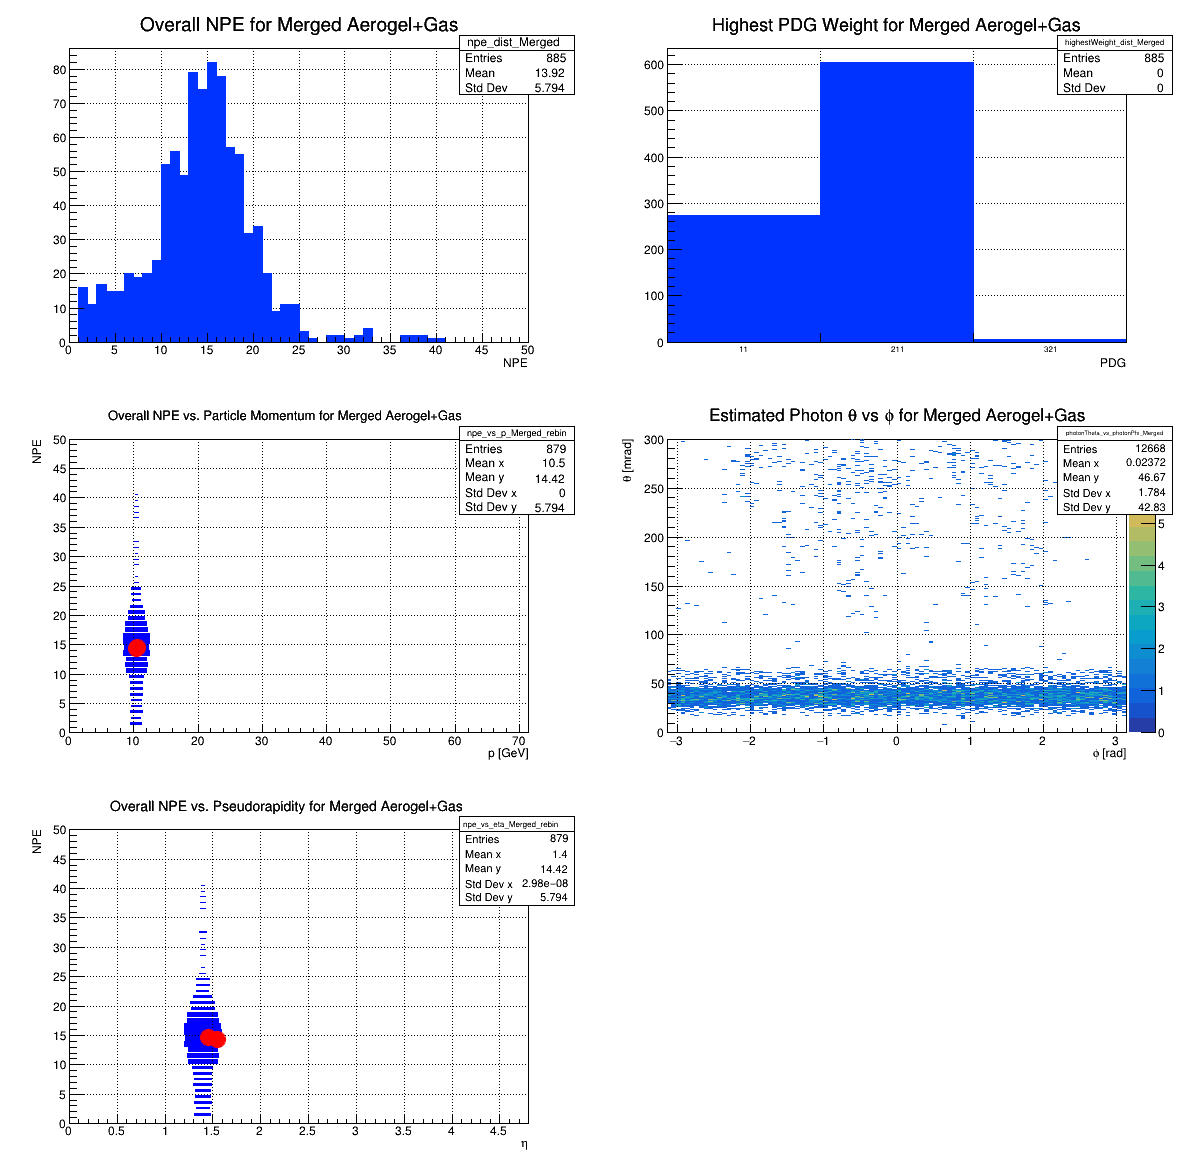 Overall NPE for Merged Aerogel+Gas
npe_dist_Merged
Entries 885
Mean 13.92
Std Dev 5.794
80
70
60
50
40
30
20
10
0
0 5 10 15 20 25 30 35 40 45 50
NPE
Highest PDG Weight for Merged Aerogel+Gas
highestWeight_dist_Merged
Entries 885
Mean 0
Std Dev 0
600
500
400
300
200
100
0
11 211 321
PDG
Overall NPE vs. Particle Momentum for Merged Aerogel+Gas
npe_vs_p_Merged_rebin
Entries 879
Mean x 10.5
Mean y 14.42
Std Dev x 0
Std Dev y 5.794
NPE
50
45
40
35
30
25
20
15
10
5
0
0 10 20 30 40 50 60 70
p [GeV]
Estimated Photon θ vs ϕ for Merged Aerogel+Gas
photonTheta_vs_photonPhi_Merged
Entries 12668
Mean x 0.02372
Mean y 46.67
Std Dev x 1.784
Std Dev y 42.83
θ [mrad]
300
250
200
150
100
50
0
−3 −2 −1 0 1 2 3
ϕ [rad]
5
4
3
2
1
0
Overall NPE vs. Pseudorapidity for Merged Aerogel+Gas
npe_vs_eta_Merged_rebin
Entries 879
Mean x 1.4
Mean y 14.42
Std Dev x 2.98e−08
Std Dev y 5.794
NPE
50
45
40
35
30
25
20
15
10
5
0
0 0.5 1 1.5 2 2.5 3 3.5 4 4.5
η